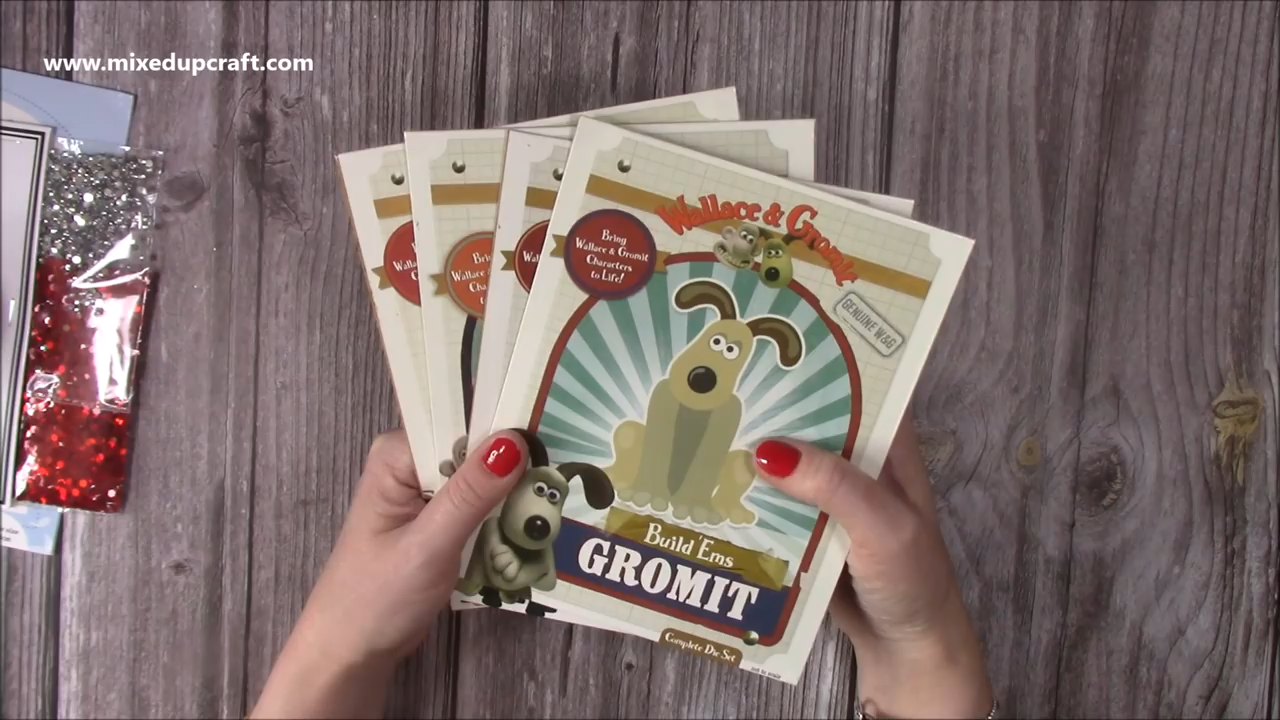 www.mixedupcraft.com
Wallace & Gromit
Bring
Wallace & Gromit
Characters
to Life!
GENUINE W&G
Build 'Ems
GROMIT
Complete Die Set